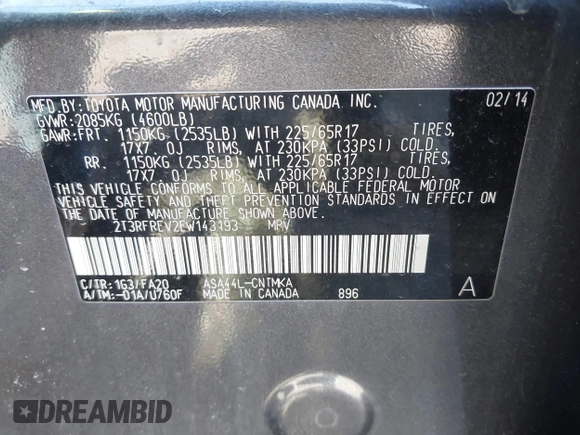 MFD.BY:TOYOTA MOTOR MANUFACTURING CANADA INC. 02/14
GVWR:2085KG (4600LB)
GAWR:FRT. 1150KG (2535LB) WITH 225/65R17 TIRES,
17X7.0J RIMS, AT 230KPA (33PSI) COLD.
RR. 1150KG (2535LB) WITH 225/65R17 TIRES,
17X7.0J RIMS, AT 230KPA (33PSI) COLD.
THIS VEHICLE CONFORMS TO ALL APPLICABLE FEDERAL MOTOR
VEHICLE SAFETY AND THEFT PREVENTION STANDARDS IN EFFECT ON
THE DATE OF MANUFACTURE SHOWN ABOVE.
2T3RFREV2EW143193 MPV
C/TR:1G3/FA20 ASA44L-CNTMKA
A/TM:-01A/U760F MADE IN CANADA 896 A
DREAMBID